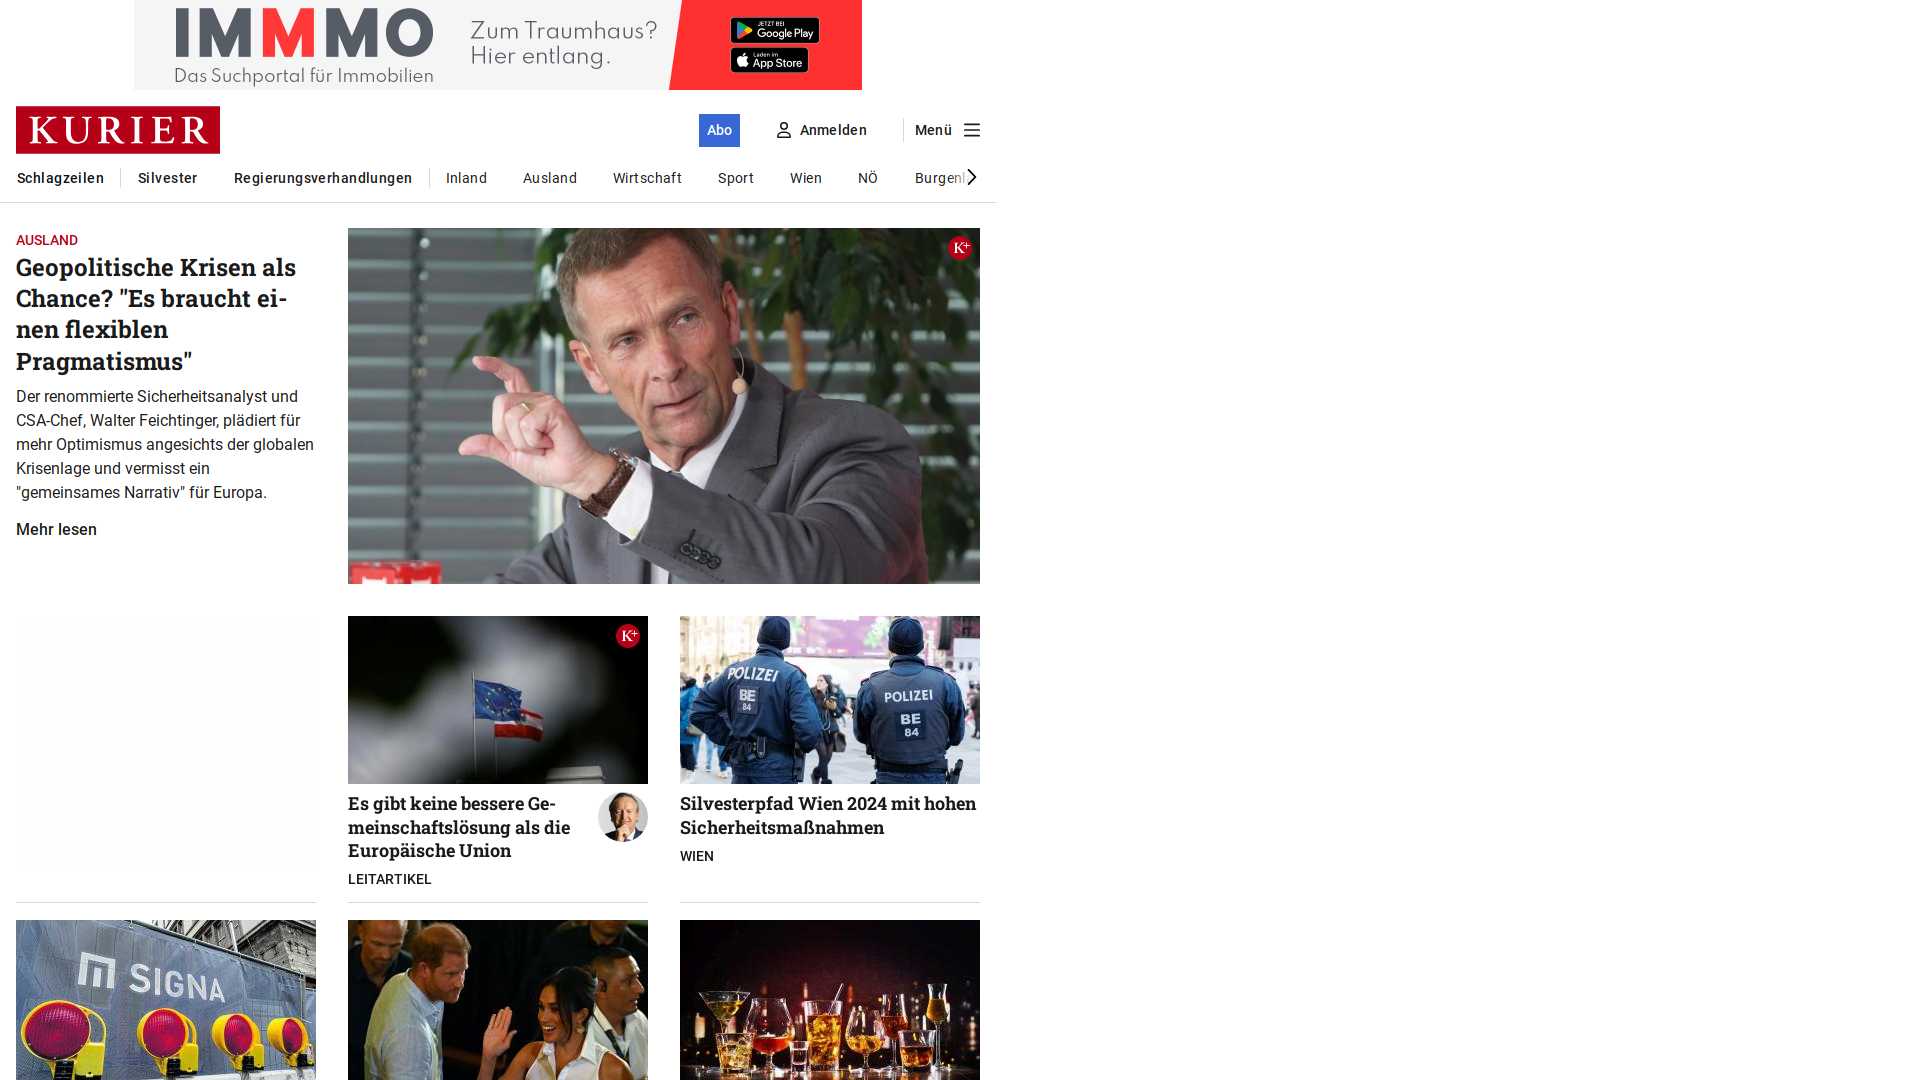 IMMMO
Das Suchportal für Immobilien
Zum Traumhaus?
Hier entlang.
JETZT BEI
Google Play
Laden im
App Store
KURIER
Abo
Anmelden
Menü
Schlagzeilen
Silvester
Regierungsverhandlungen
Inland
Ausland
Wirtschaft
Sport
Wien
NÖ
AUSLAND
Geopolitische Krisen als
Chance? "Es braucht ei-
nen flexiblen
Pragmatismus"
Der renommierte Sicherheitsanalyst und
CSA-Chef, Walter Feichtinger, plädiert für
mehr Optimismus angesichts der globalen
Krisenlage und vermisst ein
"gemeinsames Narrativ" für Europa.
Mehr lesen
K+
K+
Es gibt keine bessere Ge-
meinschaftslösung als die
Europäische Union
LEITARTIKEL
POLIZEI
BE
84
POLIZEI
BE
84
Silvesterpfad Wien 2024 mit hohen
Sicherheitsmaßnahmen
WIEN
SIGNA